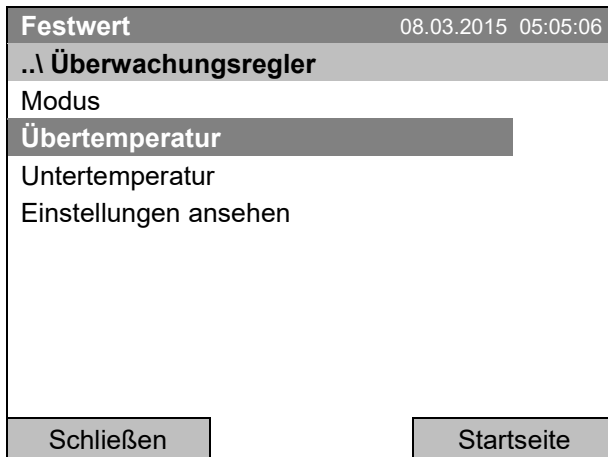 Festwert 08.03.2015 05:05:06
..\ Überwachungsregler
Modus
Übertemperatur
Untertemperatur
Einstellungen ansehen
Schließen Startseite